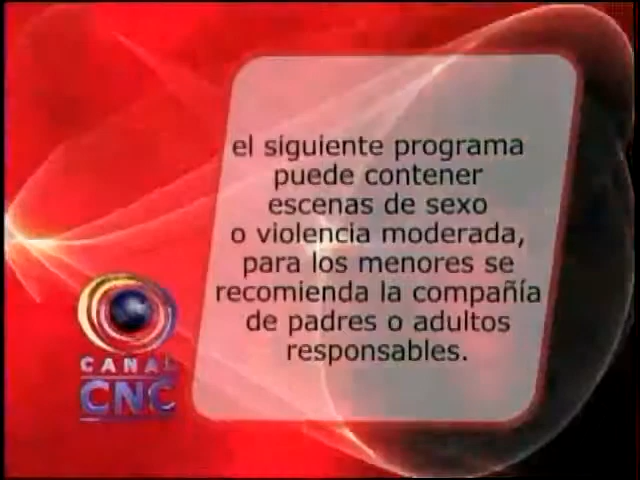 el siguiente programa
puede contener
escenas de sexo
o violencia moderada,
para los menores se
recomienda la compañía
de padres o adultos
responsables.
CANAL
CNC